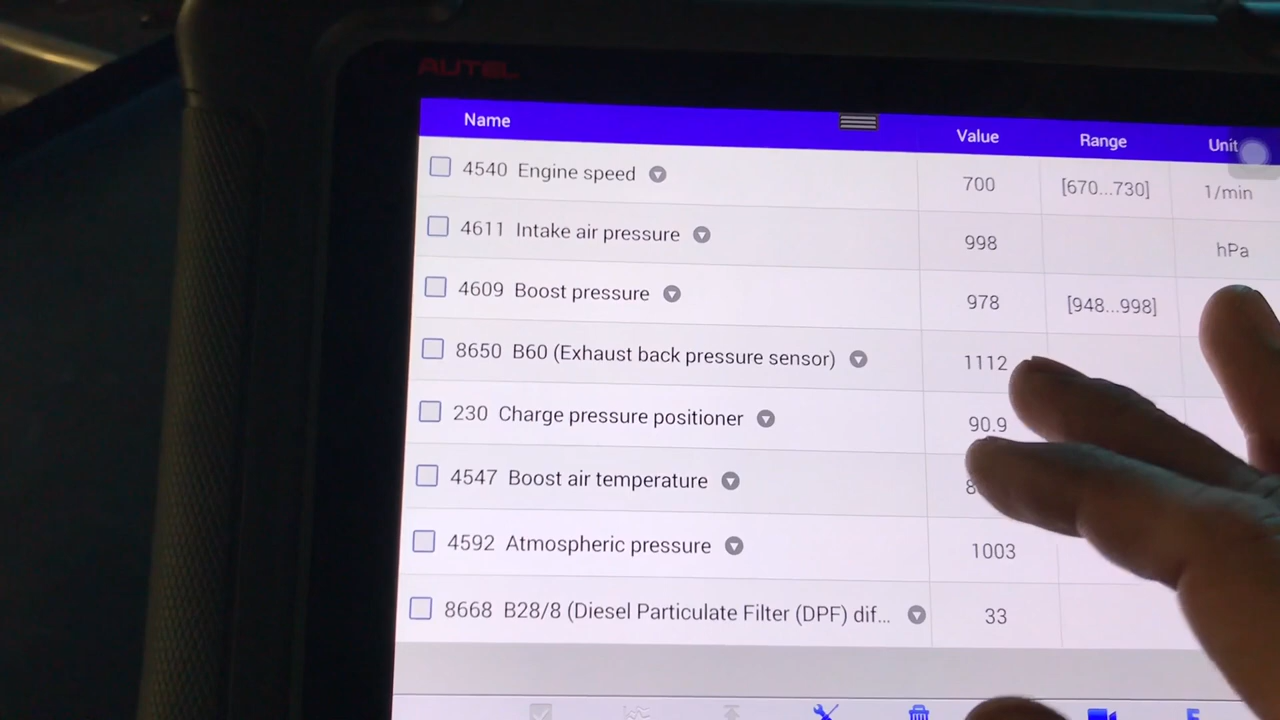 AUTEL
Name Value Range Unit
4540 Engine speed 700 [670...730] 1/min
4611 Intake air pressure 998 hPa
4609 Boost pressure 978 [948...998]
8650 B60 (Exhaust back pressure sensor) 1112
230 Charge pressure positioner 90.9
4547 Boost air temperature
4592 Atmospheric pressure 1003
8668 B28/8 (Diesel Particulate Filter (DPF) dif... 33